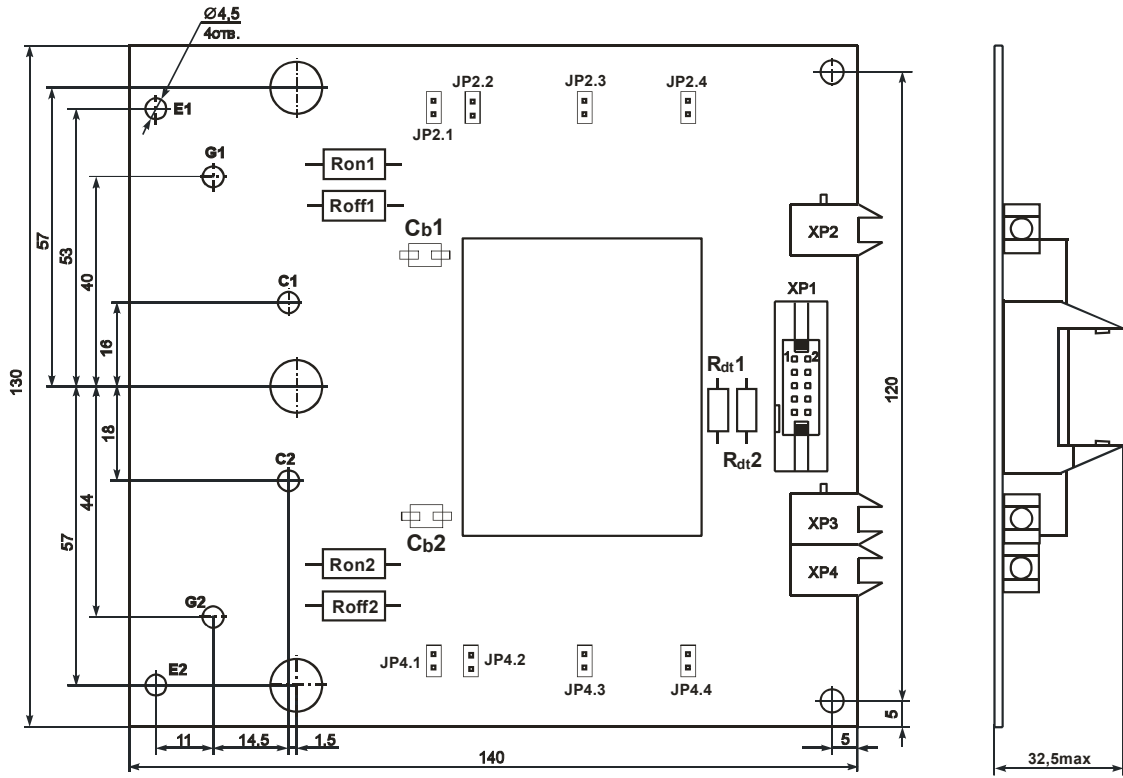 Ø4,5
4отв.
E1
JP2.2
JP2.3
JP2.4
JP2.1
G1
Ron1
Roff1
57
53
40
Cb1
XP2
C1
XP1
16
1 2
130
Rdt1
120
18
C2
Rdt2
44
57
XP3
Cb2
XP4
Ron2
G2
Roff2
E2
JP4.1
JP4.2
JP4.3
JP4.4
5
11
14,5
1,5
5
140
32,5max